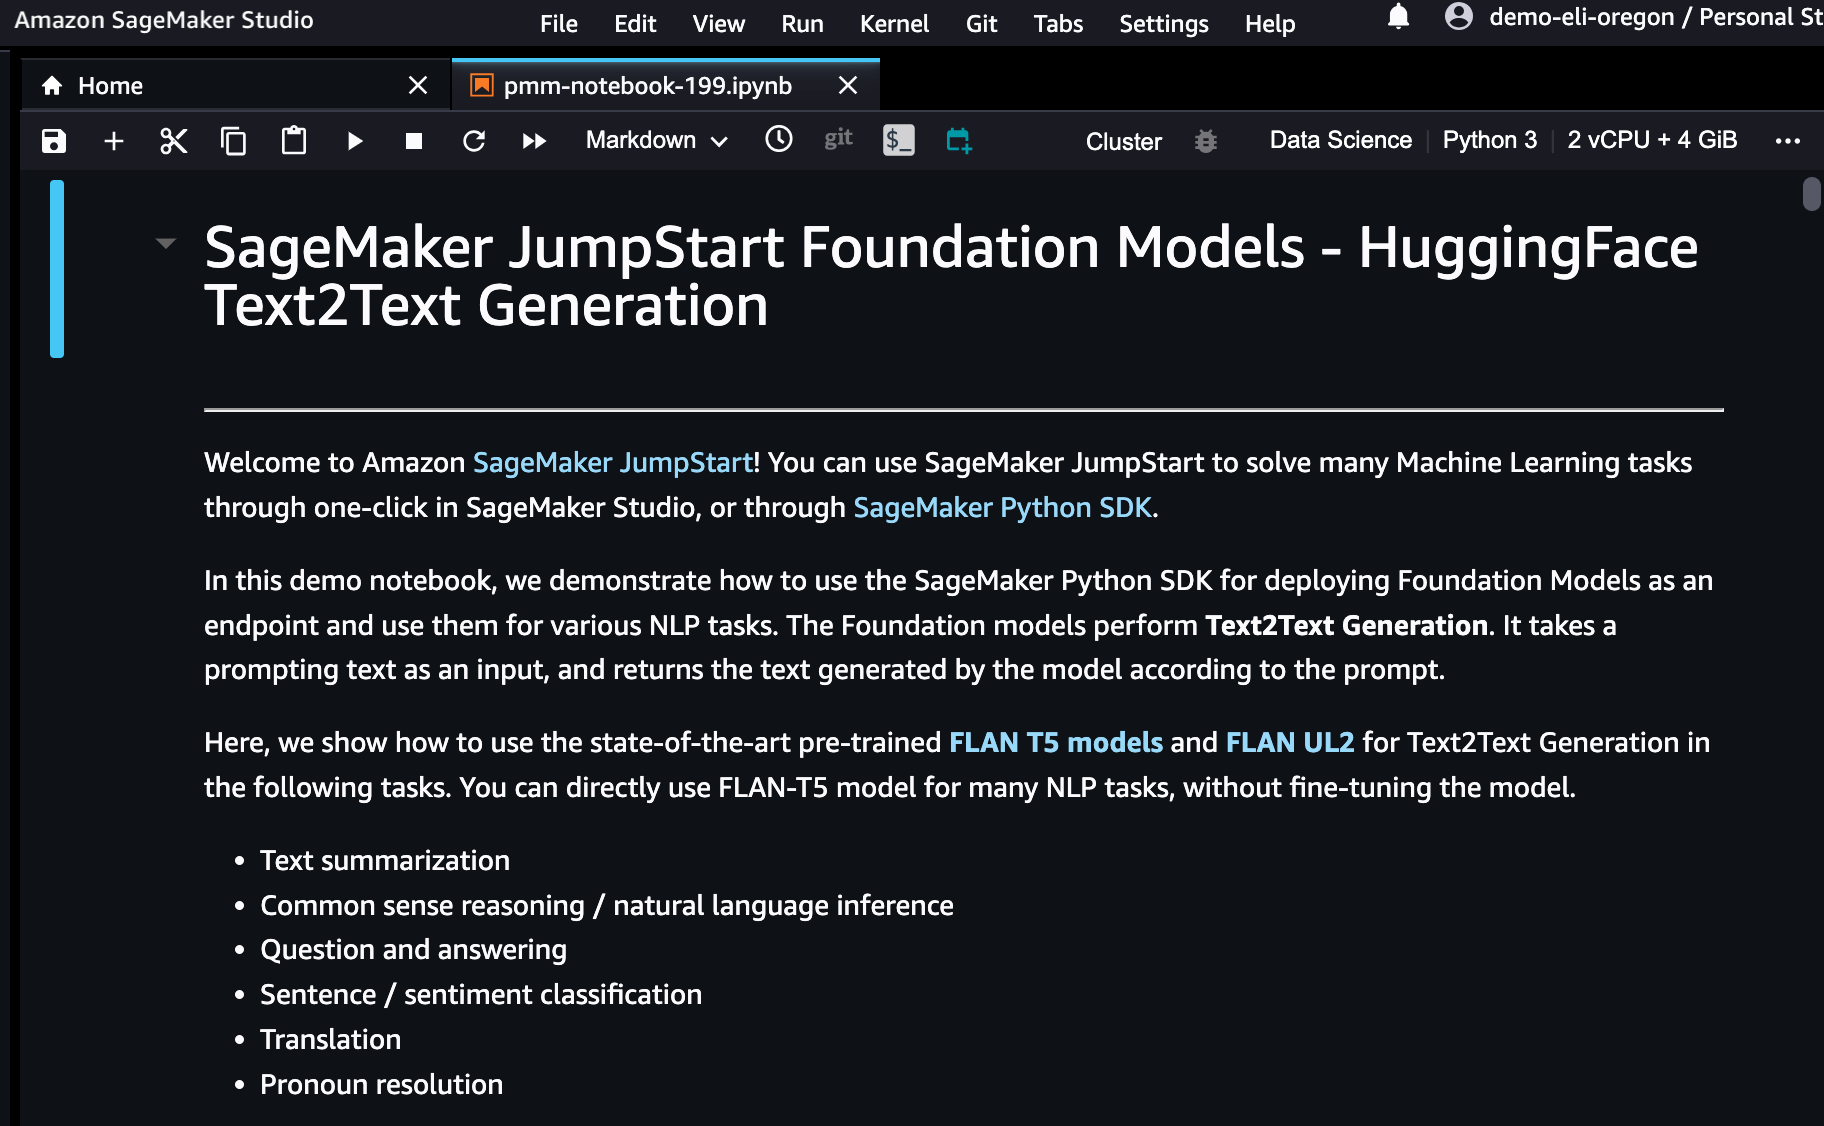 Amazon SageMaker Studio File Edit View Run Kernel Git Tabs Settings Help demo-eli-oregon / Personal St
Home pmm-notebook-199.ipynb
Markdown git $_ Cluster Data Science Python 3 2 vCPU + 4 GiB
SageMaker JumpStart Foundation Models - HuggingFace
Text2Text Generation
Welcome to Amazon SageMaker JumpStart! You can use SageMaker JumpStart to solve many Machine Learning tasks
through one-click in SageMaker Studio, or through SageMaker Python SDK.
In this demo notebook, we demonstrate how to use the SageMaker Python SDK for deploying Foundation Models as an
endpoint and use them for various NLP tasks. The Foundation models perform Text2Text Generation. It takes a
prompting text as an input, and returns the text generated by the model according to the prompt.
Here, we show how to use the state-of-the-art pre-trained FLAN T5 models and FLAN UL2 for Text2Text Generation in
the following tasks. You can directly use FLAN-T5 model for many NLP tasks, without fine-tuning the model.
• Text summarization
• Common sense reasoning / natural language inference
• Question and answering
• Sentence / sentiment classification
• Translation
• Pronoun resolution